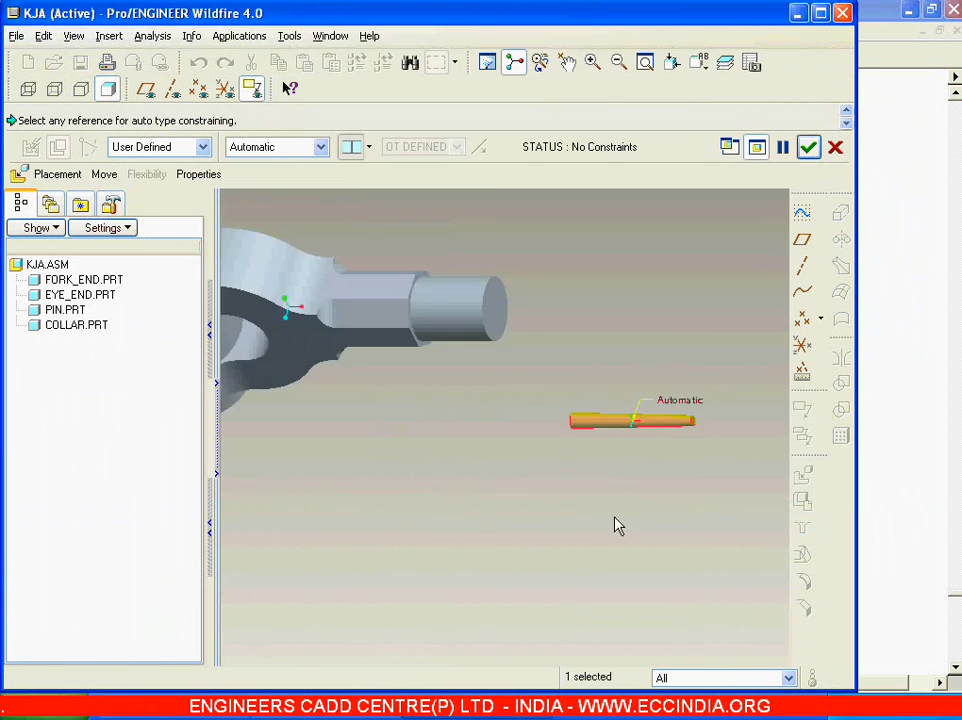 KJA (Active) - Pro/ENGINEER Wildfire 4.0
File Edit View Insert Analysis Info Applications Tools Window Help
Select any reference for auto type constraining.
User Defined Automatic OT DEFINED STATUS : No Constraints
Placement Move Flexibility Properties
Show Settings
KJA.ASM
FORK_END.PRT
EYE_END.PRT
PIN.PRT
COLLAR.PRT
Automatic
1 selected All
. ENGINEERS CADD CENTRE(P) LTD - INDIA - WWW.ECCINDIA.ORG